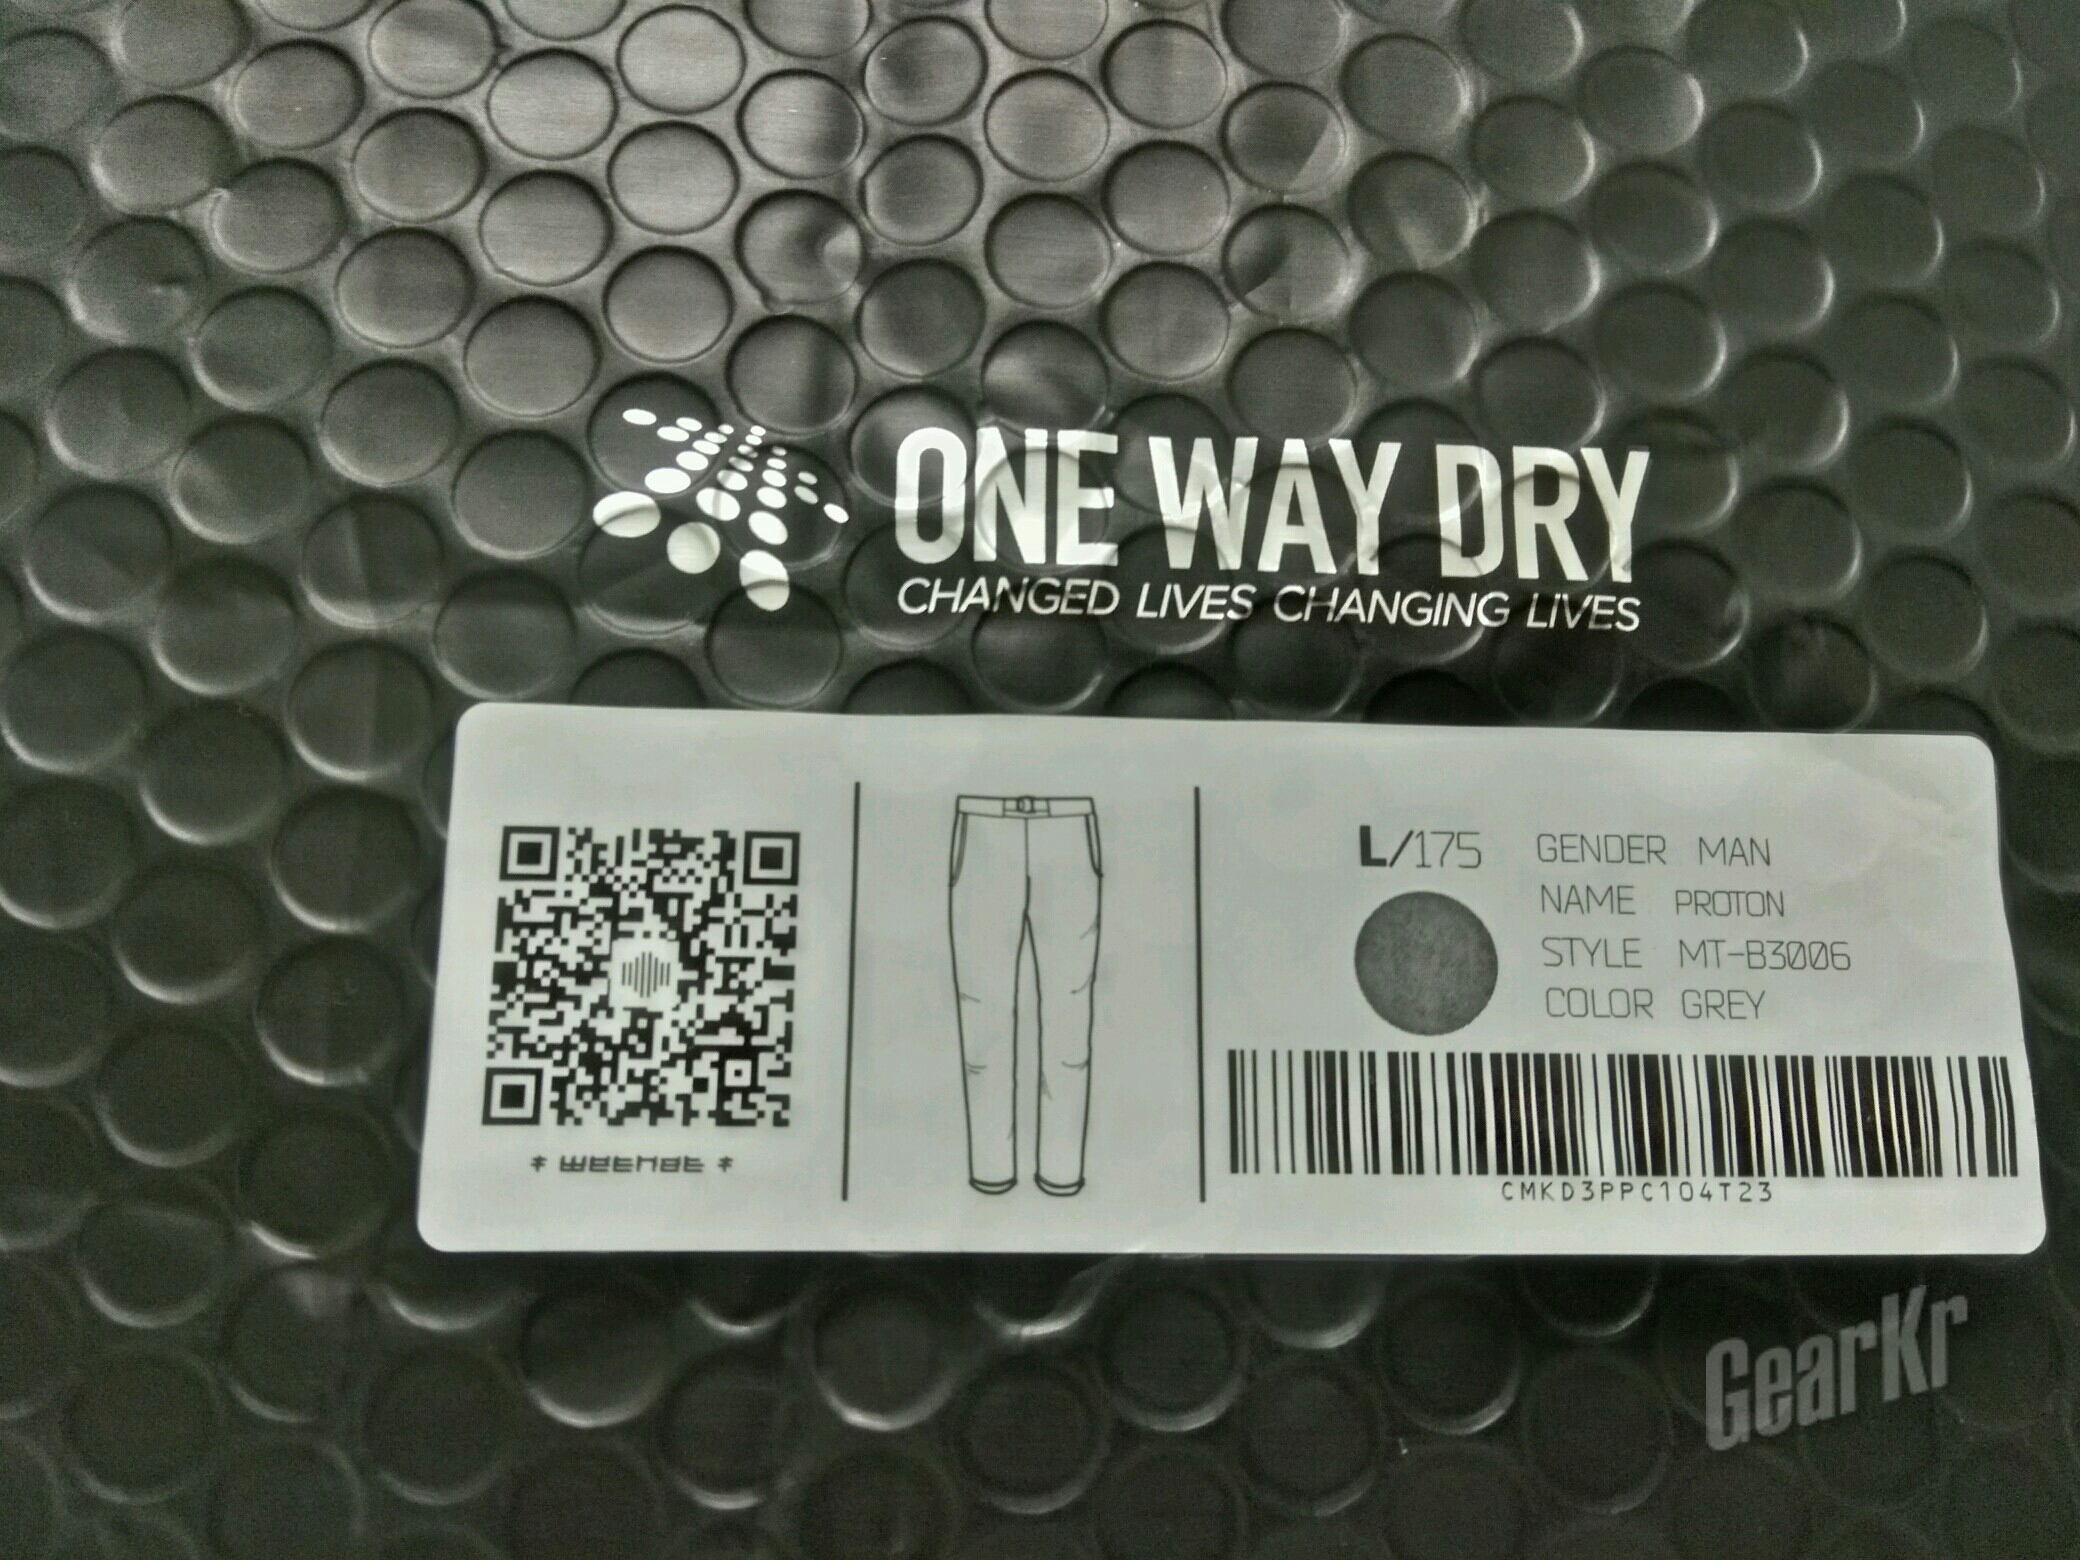 ONE WAY DRY
CHANGED LIVES CHANGING LIVES
L/175
GENDER MAN
NAME PROTON
STYLE MT-B3006
COLOR GREY
CMKD3PPC104T23
GearKr